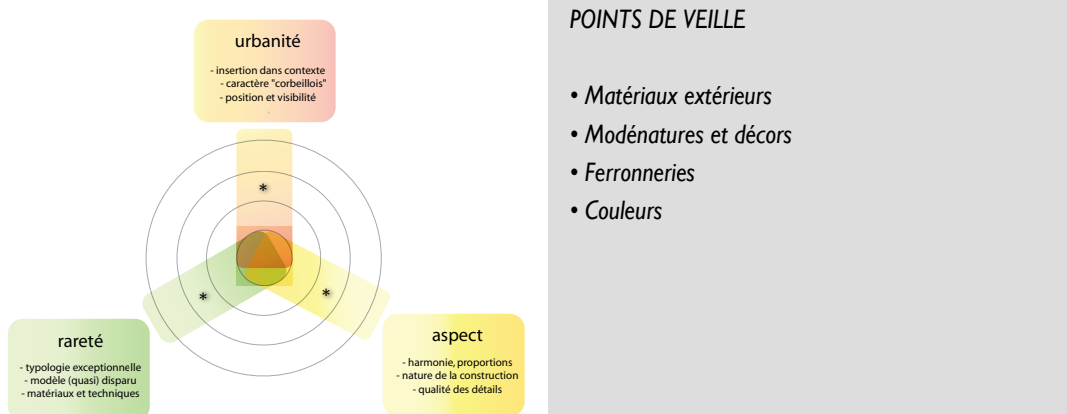 urbanité
- insertion dans contexte
- caractère "corbeillois"
- position et visibilité
*
*
*
rareté
- typologie exceptionnelle
- modèle (quasi) disparu
- matériaux et techniques
aspect
- harmonie, proportions
- nature de la construction
- qualité des détails
POINTS DE VEILLE
• Matériaux extérieurs
• Modénatures et décors
• Ferronneries
• Couleurs